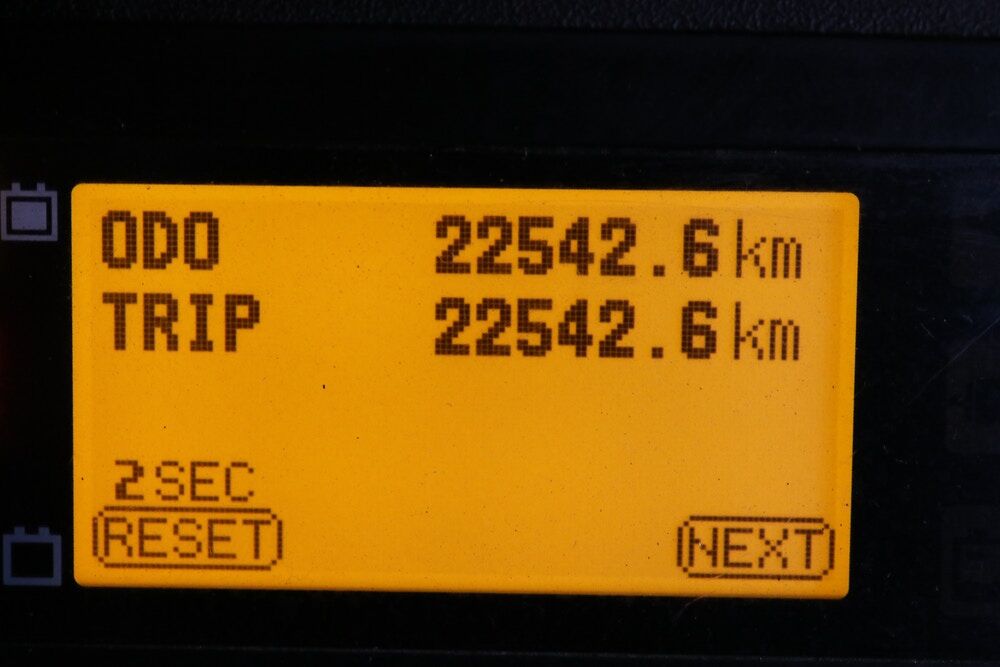 ODO 22542.6 km
TRIP 22542.6 km
2 SEC
RESET NEXT